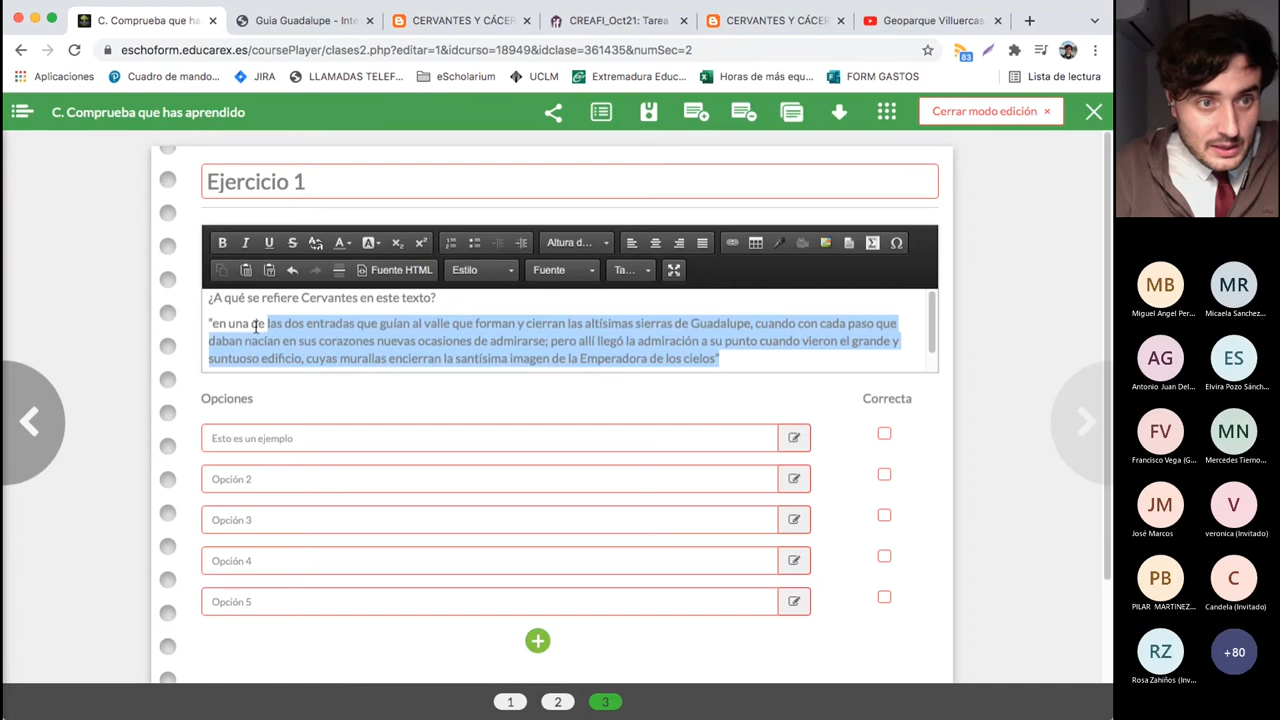 C. Comprueba que has a
Guía Guadalupe - Inte
CERVANTES Y CÁCER
CREAFI_Oct21: Tarea
CERVANTES Y CÁCER
Geoparque Villuercas
eschoform.educarex.es/coursePlayer/clases2.php?editar=1&idcurso=18949&idclase=361435&numSec=2
83
Aplicaciones
Cuadro de mando...
JIRA
LLAMADAS TELEF...
eScholarium
UCLM
Extremadura Educ...
Horas de más equ...
FORM GASTOS
Lista de lectura
C. Comprueba que has aprendido
Cerrar modo edición ×
Ejercicio 1
Altura d...
Fuente HTML
Estilo
Fuente
Ta...
¿A qué se refiere Cervantes en este texto?
“en una de las dos entradas que guían al valle que forman y cierran las altísimas sierras de Guadalupe, cuando con cada paso que
daban nacían en sus corazones nuevas ocasiones de admirarse; pero allí llegó la admiración a su punto cuando vieron el grande y
suntuoso edificio, cuyas murallas encierran la santísima imagen de la Emperadora de los cielos”
Opciones
Correcta
Esto es un ejemplo
Opción 2
Opción 3
Opción 4
Opción 5
1
2
3
MB
MR
Miguel Angel Per...
Micaela Sanchez...
AG
ES
Antonio Juan Del...
Elvira Pozo Sánch...
FV
MN
Francisco Vega (G...
Mercedes Tierno...
JM
V
José Marcos
veronica (Invitado)
PB
C
PILAR MARTINEZ...
Candela (Invitado)
RZ
+80
Rosa Zahiños (Inv...